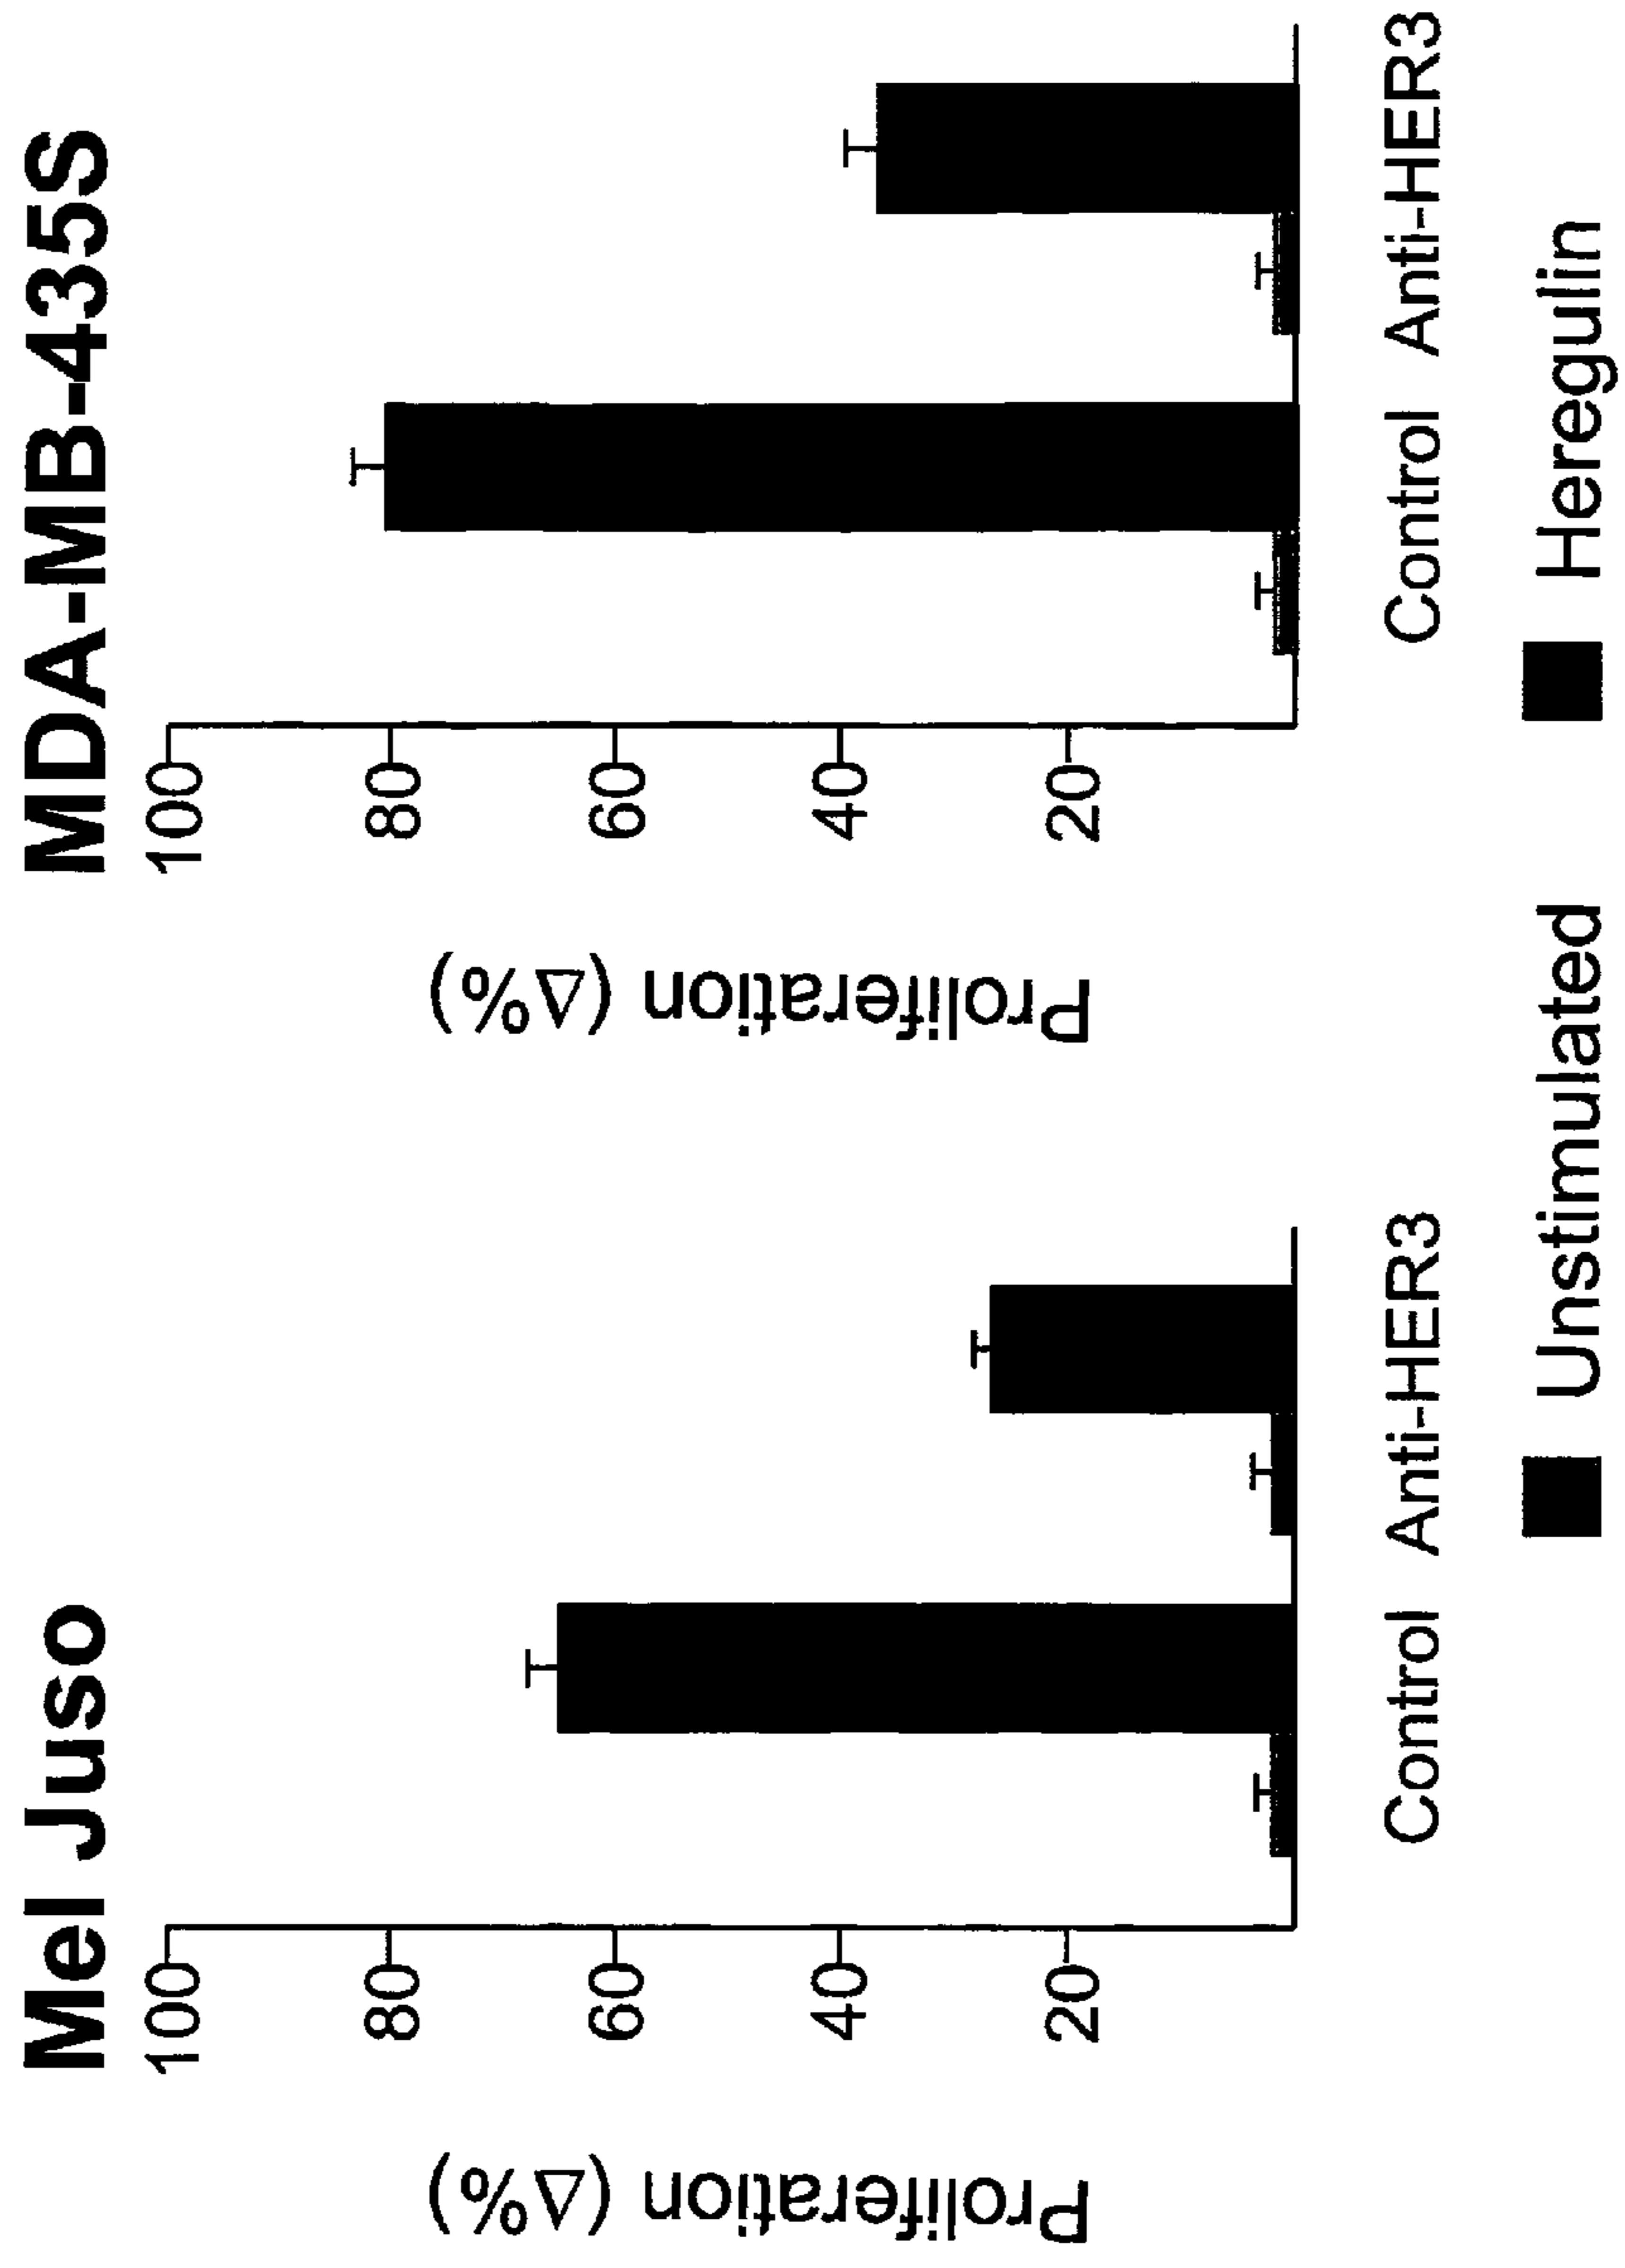 Mel Juso
Proliferation (Δ%)
100
80
60
40
20
Control Anti-HER3
MDA-MB-435S
Proliferation (Δ%)
100
80
60
40
20
Control Anti-HER3
Unstimulated
Heregulin